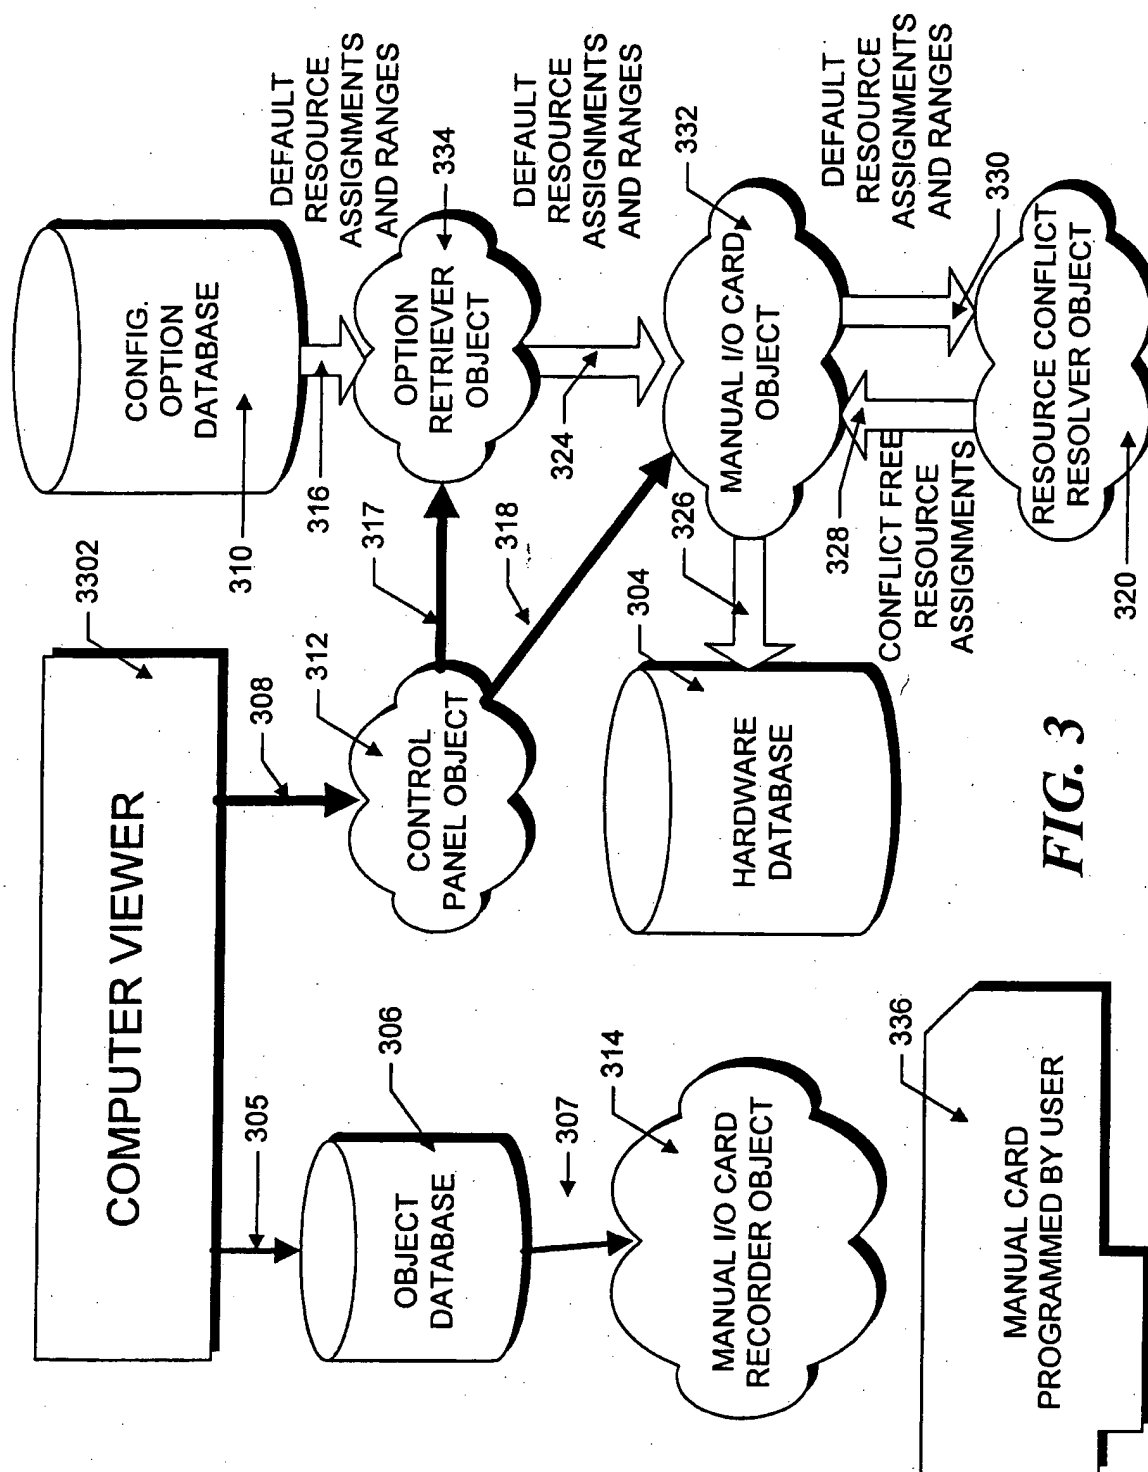 COMPUTER VIEWER
3302
305
308
OBJECT
DATABASE
306
307
MANUAL I/O CARD
RECORDER OBJECT
314
MANUAL CARD
PROGRAMMED BY USER
336
CONTROL
PANEL OBJECT
312
317
318
HARDWARE
DATABASE
304
326
CONFIG.
OPTION
DATABASE
310
316
DEFAULT
RESOURCE
ASSIGNMENTS
AND RANGES
OPTION
RETRIEVER
OBJECT
334
324
DEFAULT
RESOURCE
ASSIGNMENTS
AND RANGES
MANUAL I/O CARD
OBJECT
332
328
CONFLICT FREE
RESOURCE
ASSIGNMENTS
DEFAULT
RESOURCE
ASSIGNMENTS
AND RANGES
330
RESOURCE CONFLICT
RESOLVER OBJECT
320
FIG. 3